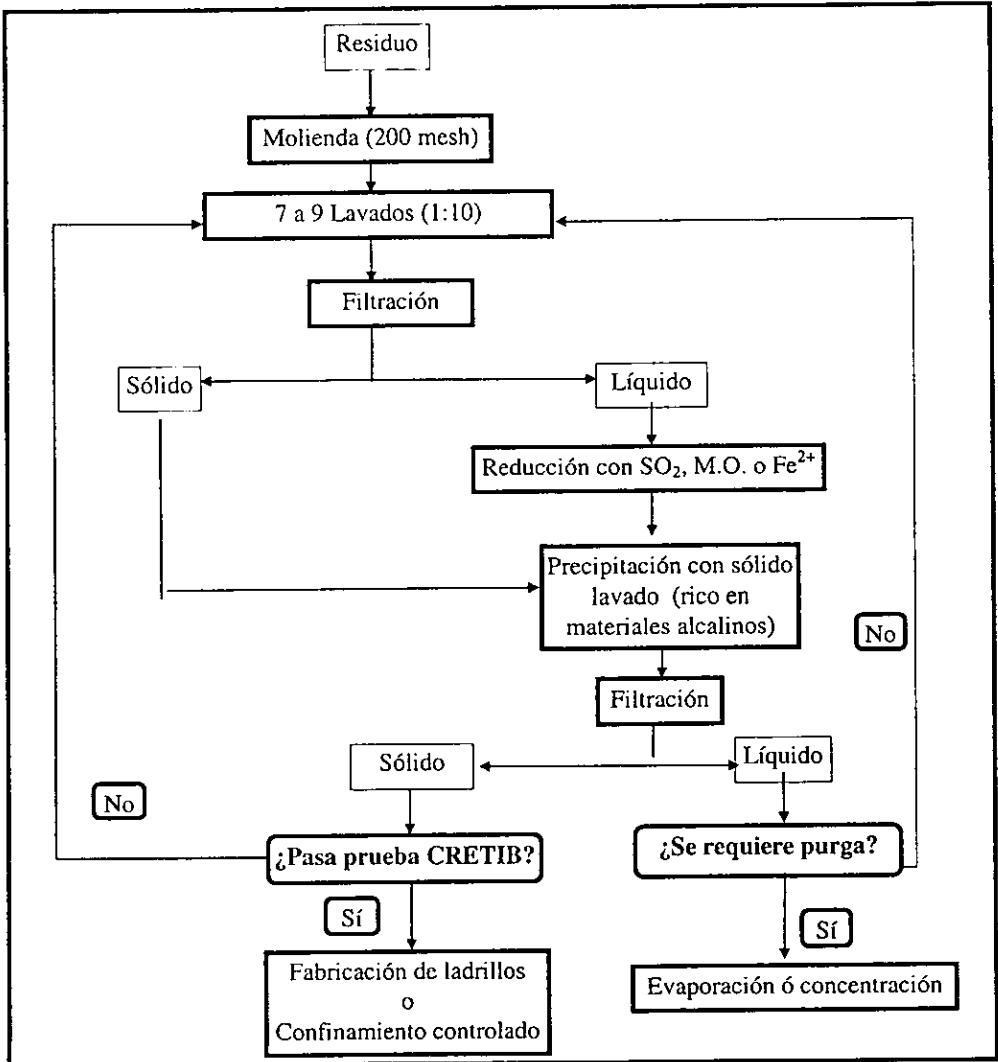 Residuo
Molienda (200 mesh)
7 a 9 Lavados (1:10)
Filtración
Sólido
Líquido
Reducción con SO₂, M.O. o Fe²⁺
Precipitación con sólido
lavado (rico en
materiales alcalinos)
No
Filtración
Sólido
Líquido
No
¿Pasa prueba CRETIB?
¿Se requiere purga?
Sí
Sí
Fabricación de ladrillos
o
Confinamiento controlado
Evaporación ó concentración